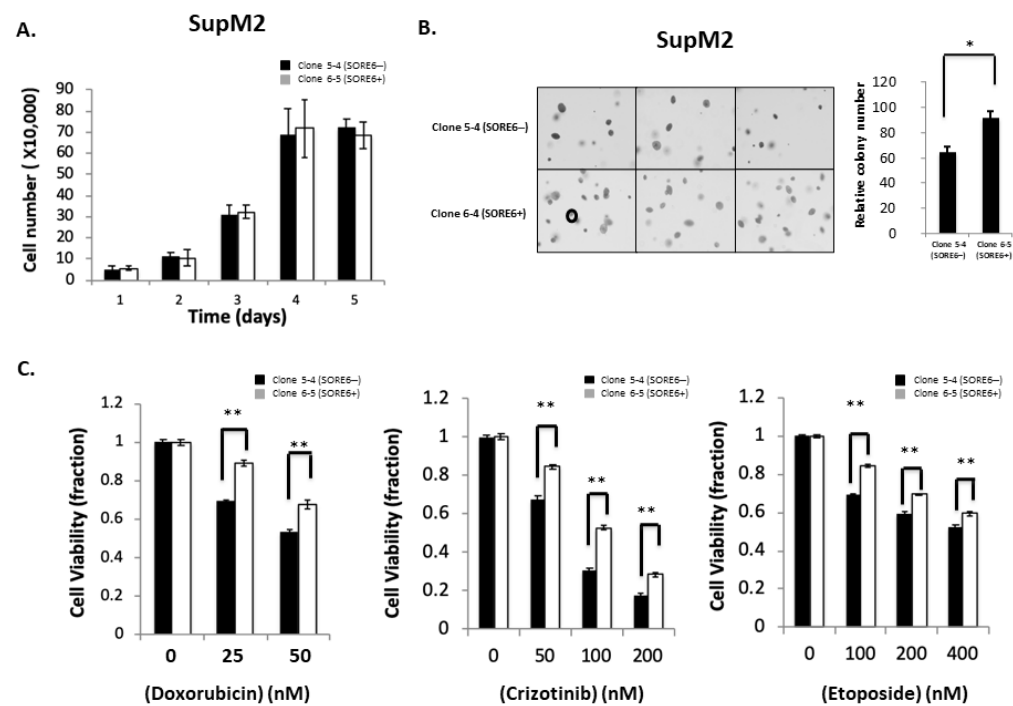 A.
SupM2
Clone 5-4 (SORE6—)
Clone 6-5 (SORE6+)
Cell number ( X10,000)
90
80
70
60
50
40
30
20
10
0
1 2 3 4 5
Time (days)
B.
SupM2
Clone 5-4 (SORE6—)
Clone 6-4 (SORE6+)
*
Relative colony number
120
100
80
60
40
20
0
Clone 5-4 Clone 6-5
(SORE6—) (SORE6+)
C.
Clone 5-4 (SORE6—)
Clone 6-5 (SORE6+)
Cell Viability (fraction)
1.2
1
0.8
0.6
0.4
0.2
0
**
**
0 25 50
(Doxorubicin) (nM)
Clone 5-4 (SORE6—)
Clone 6-5 (SORE6+)
Cell Viability (fraction)
1.2
1
0.8
0.6
0.4
0.2
0
**
**
**
0 50 100 200
(Crizotinib) (nM)
Clone 5-4 (SORE6—)
Clone 6-5 (SORE6+)
Cell Viability (fraction)
1.2
1
0.8
0.6
0.4
0.2
0
**
**
**
0 100 200 400
(Etoposide) (nM)